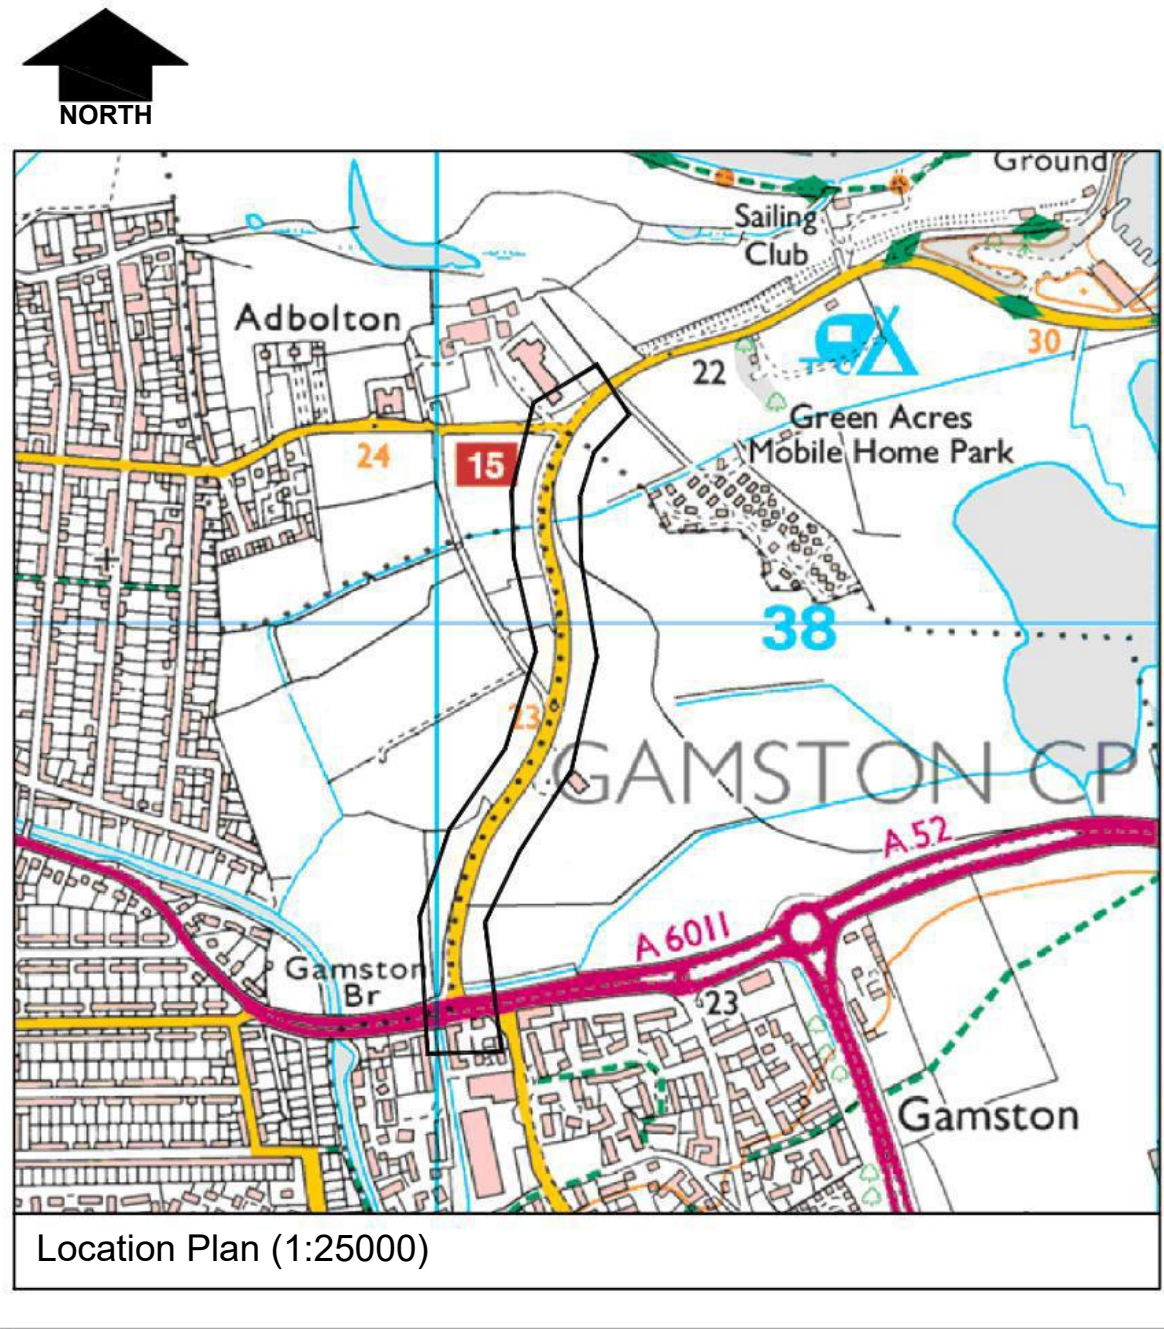 NORTH
Ground
Sailing
Club
Adbolton
30
22
24
15
Green Acres
Mobile Home Park
38
23
GAMSTON CP
A 52
A 6011
Gamston
Br
23
Gamston
Location Plan (1:25000)